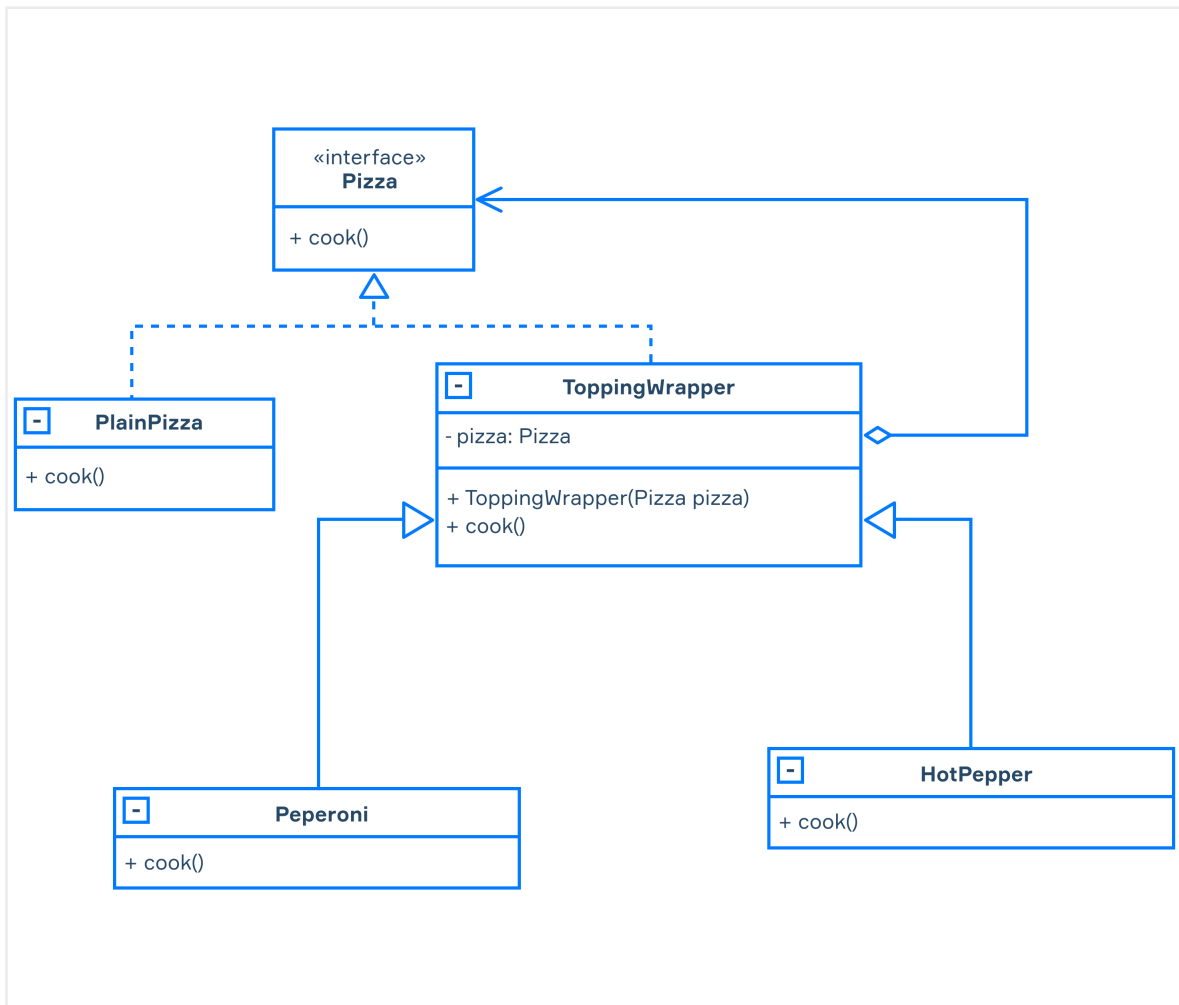 «interface»
Pizza
+ cook()
- ToppingWrapper
- pizza: Pizza
- PlainPizza
+ cook()
+ ToppingWrapper(Pizza pizza)
+ cook()
- HotPepper
+ cook()
- Peperoni
+ cook()